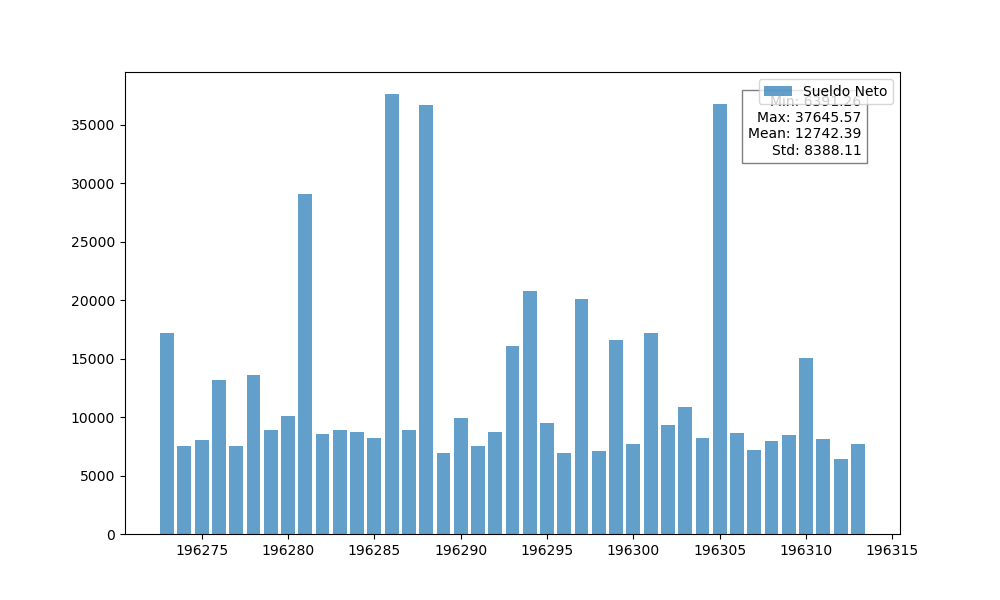 Sueldo Neto
Min: 6391.26
Max: 37645.57
Mean: 12742.39
Std: 8388.11
35000
30000
25000
20000
15000
10000
5000
0
196275 196280 196285 196290 196295 196300 196305 196310 196315